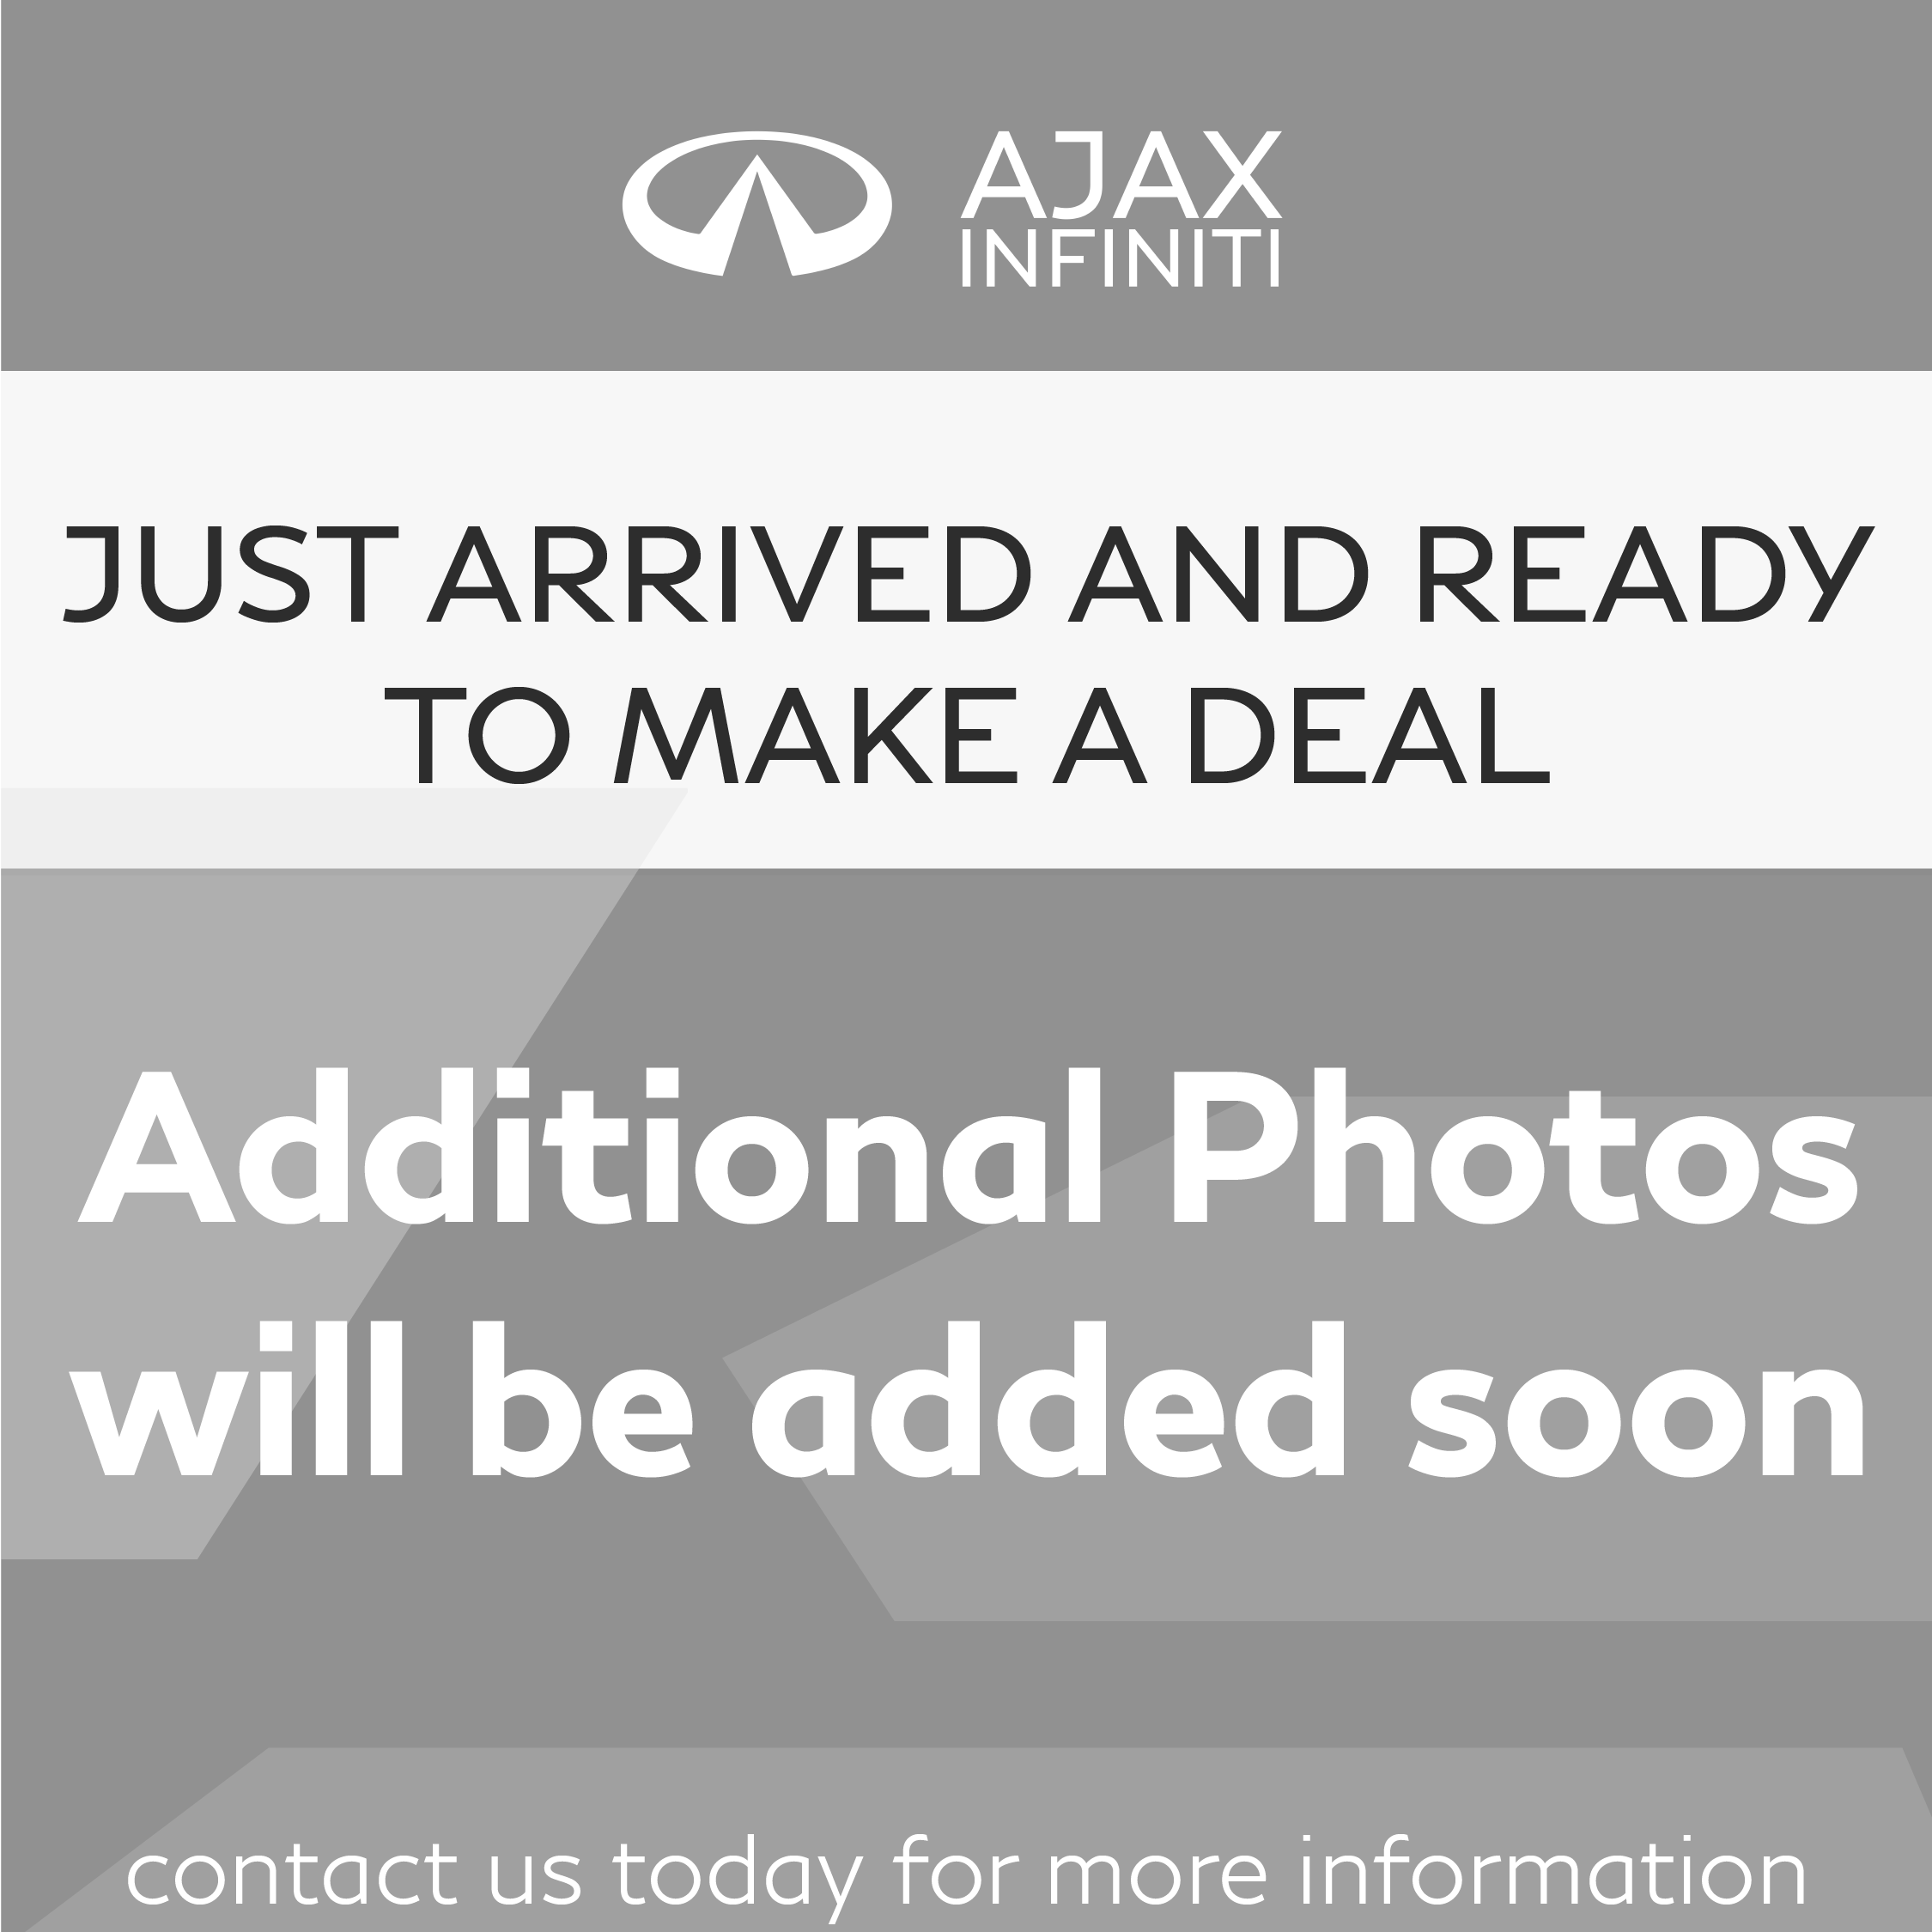 AJAX
INFINITI
JUST ARRIVED AND READY
TO MAKE A DEAL
Additional Photos
will be added soon
contact us today for more information